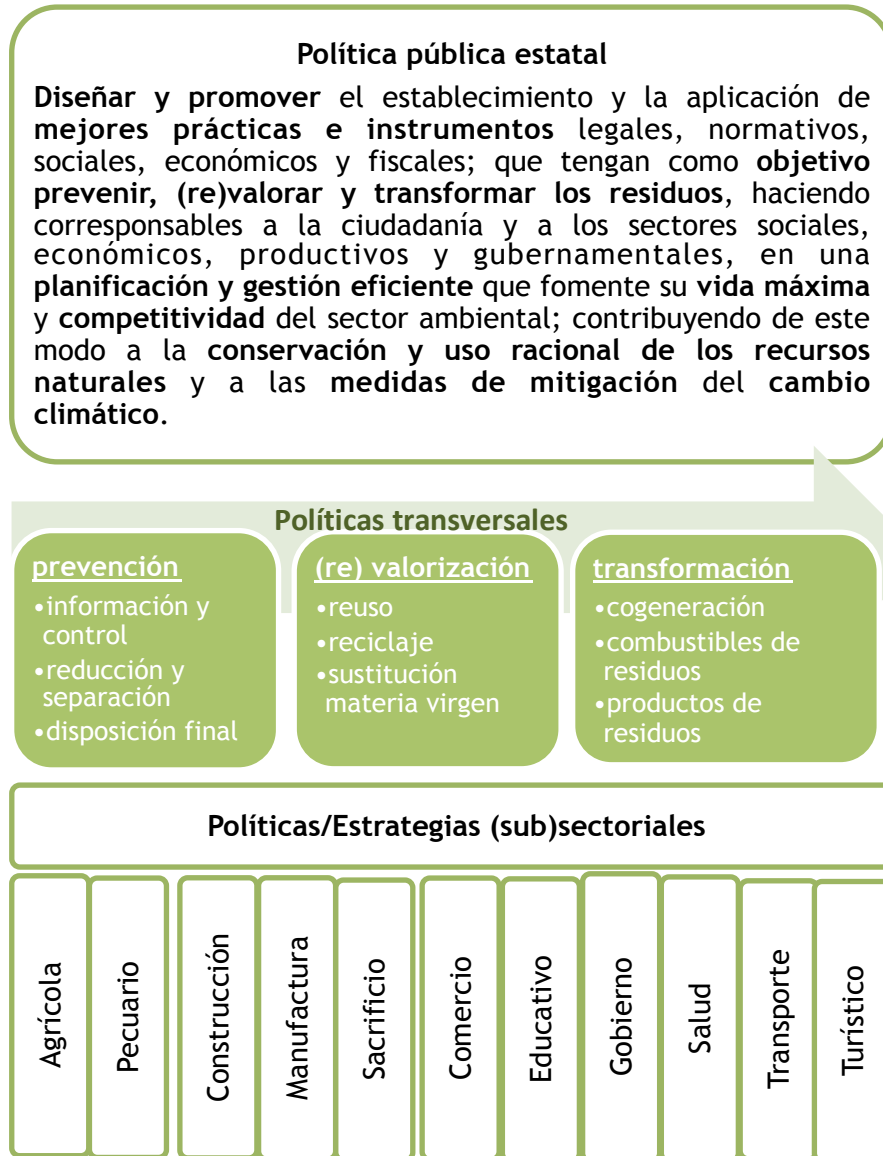 Política pública estatal
Diseñar y promover el establecimiento y la aplicación de
mejores prácticas e instrumentos legales, normativos,
sociales, económicos y fiscales; que tengan como objetivo
prevenir, (re)valorar y transformar los residuos, haciendo
corresponsables a la ciudadanía y a los sectores sociales,
económicos, productivos y gubernamentales, en una
planificación y gestión eficiente que fomente su vida máxima
y competitividad del sector ambiental; contribuyendo de este
modo a la conservación y uso racional de los recursos
naturales y a las medidas de mitigación del cambio
climático.
Políticas transversales
prevención
•información y
control
•reducción y
separación
•disposición final
(re) valorización
•reuso
•reciclaje
•sustitución
materia virgen
transformación
•cogeneración
•combustibles de
residuos
•productos de
residuos
Políticas/Estrategias (sub)sectoriales
Agrícola
Pecuario
Construcción
Manufactura
Sacrificio
Comercio
Educativo
Gobierno
Salud
Transporte
Turístico